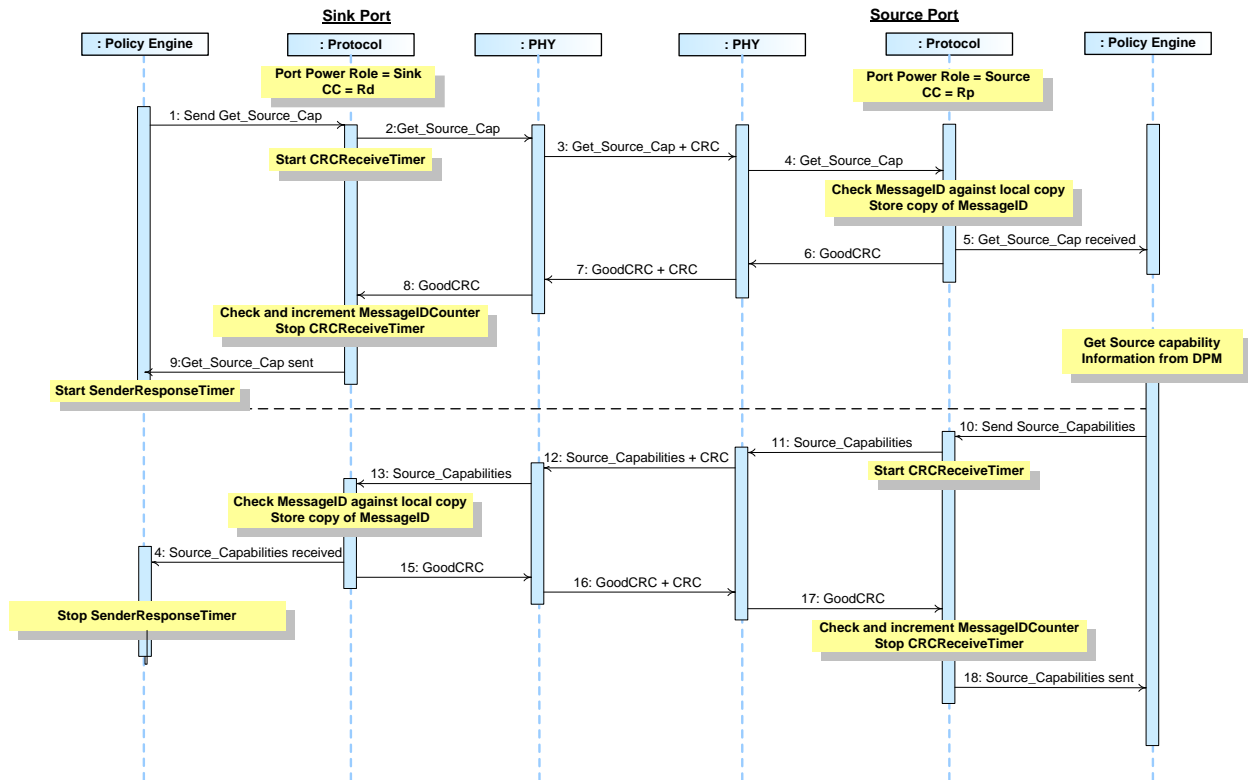 Sink Port
Source Port
: Policy Engine
: Protocol
: PHY
: PHY
: Protocol
: Policy Engine
Port Power Role = Sink
CC = Rd
Port Power Role = Source
CC = Rp
1: Send Get_Source_Cap
2:Get_Source_Cap
Start CRCReceiveTimer
3: Get_Source_Cap + CRC
4: Get_Source_Cap
Check MessageID against local copy
Store copy of MessageID
5: Get_Source_Cap received
6: GoodCRC
7: GoodCRC + CRC
8: GoodCRC
Check and increment MessageIDCounter
Stop CRCReceiveTimer
9:Get_Source_Cap sent
Start SenderResponseTimer
Get Source capability
Information from DPM
10: Send Source_Capabilities
11: Source_Capabilities
Start CRCReceiveTimer
12: Source_Capabilities + CRC
13: Source_Capabilities
Check MessageID against local copy
Store copy of MessageID
4: Source_Capabilities received
15: GoodCRC
16: GoodCRC + CRC
17: GoodCRC
Stop SenderResponseTimer
Check and increment MessageIDCounter
Stop CRCReceiveTimer
18: Source_Capabilities sent